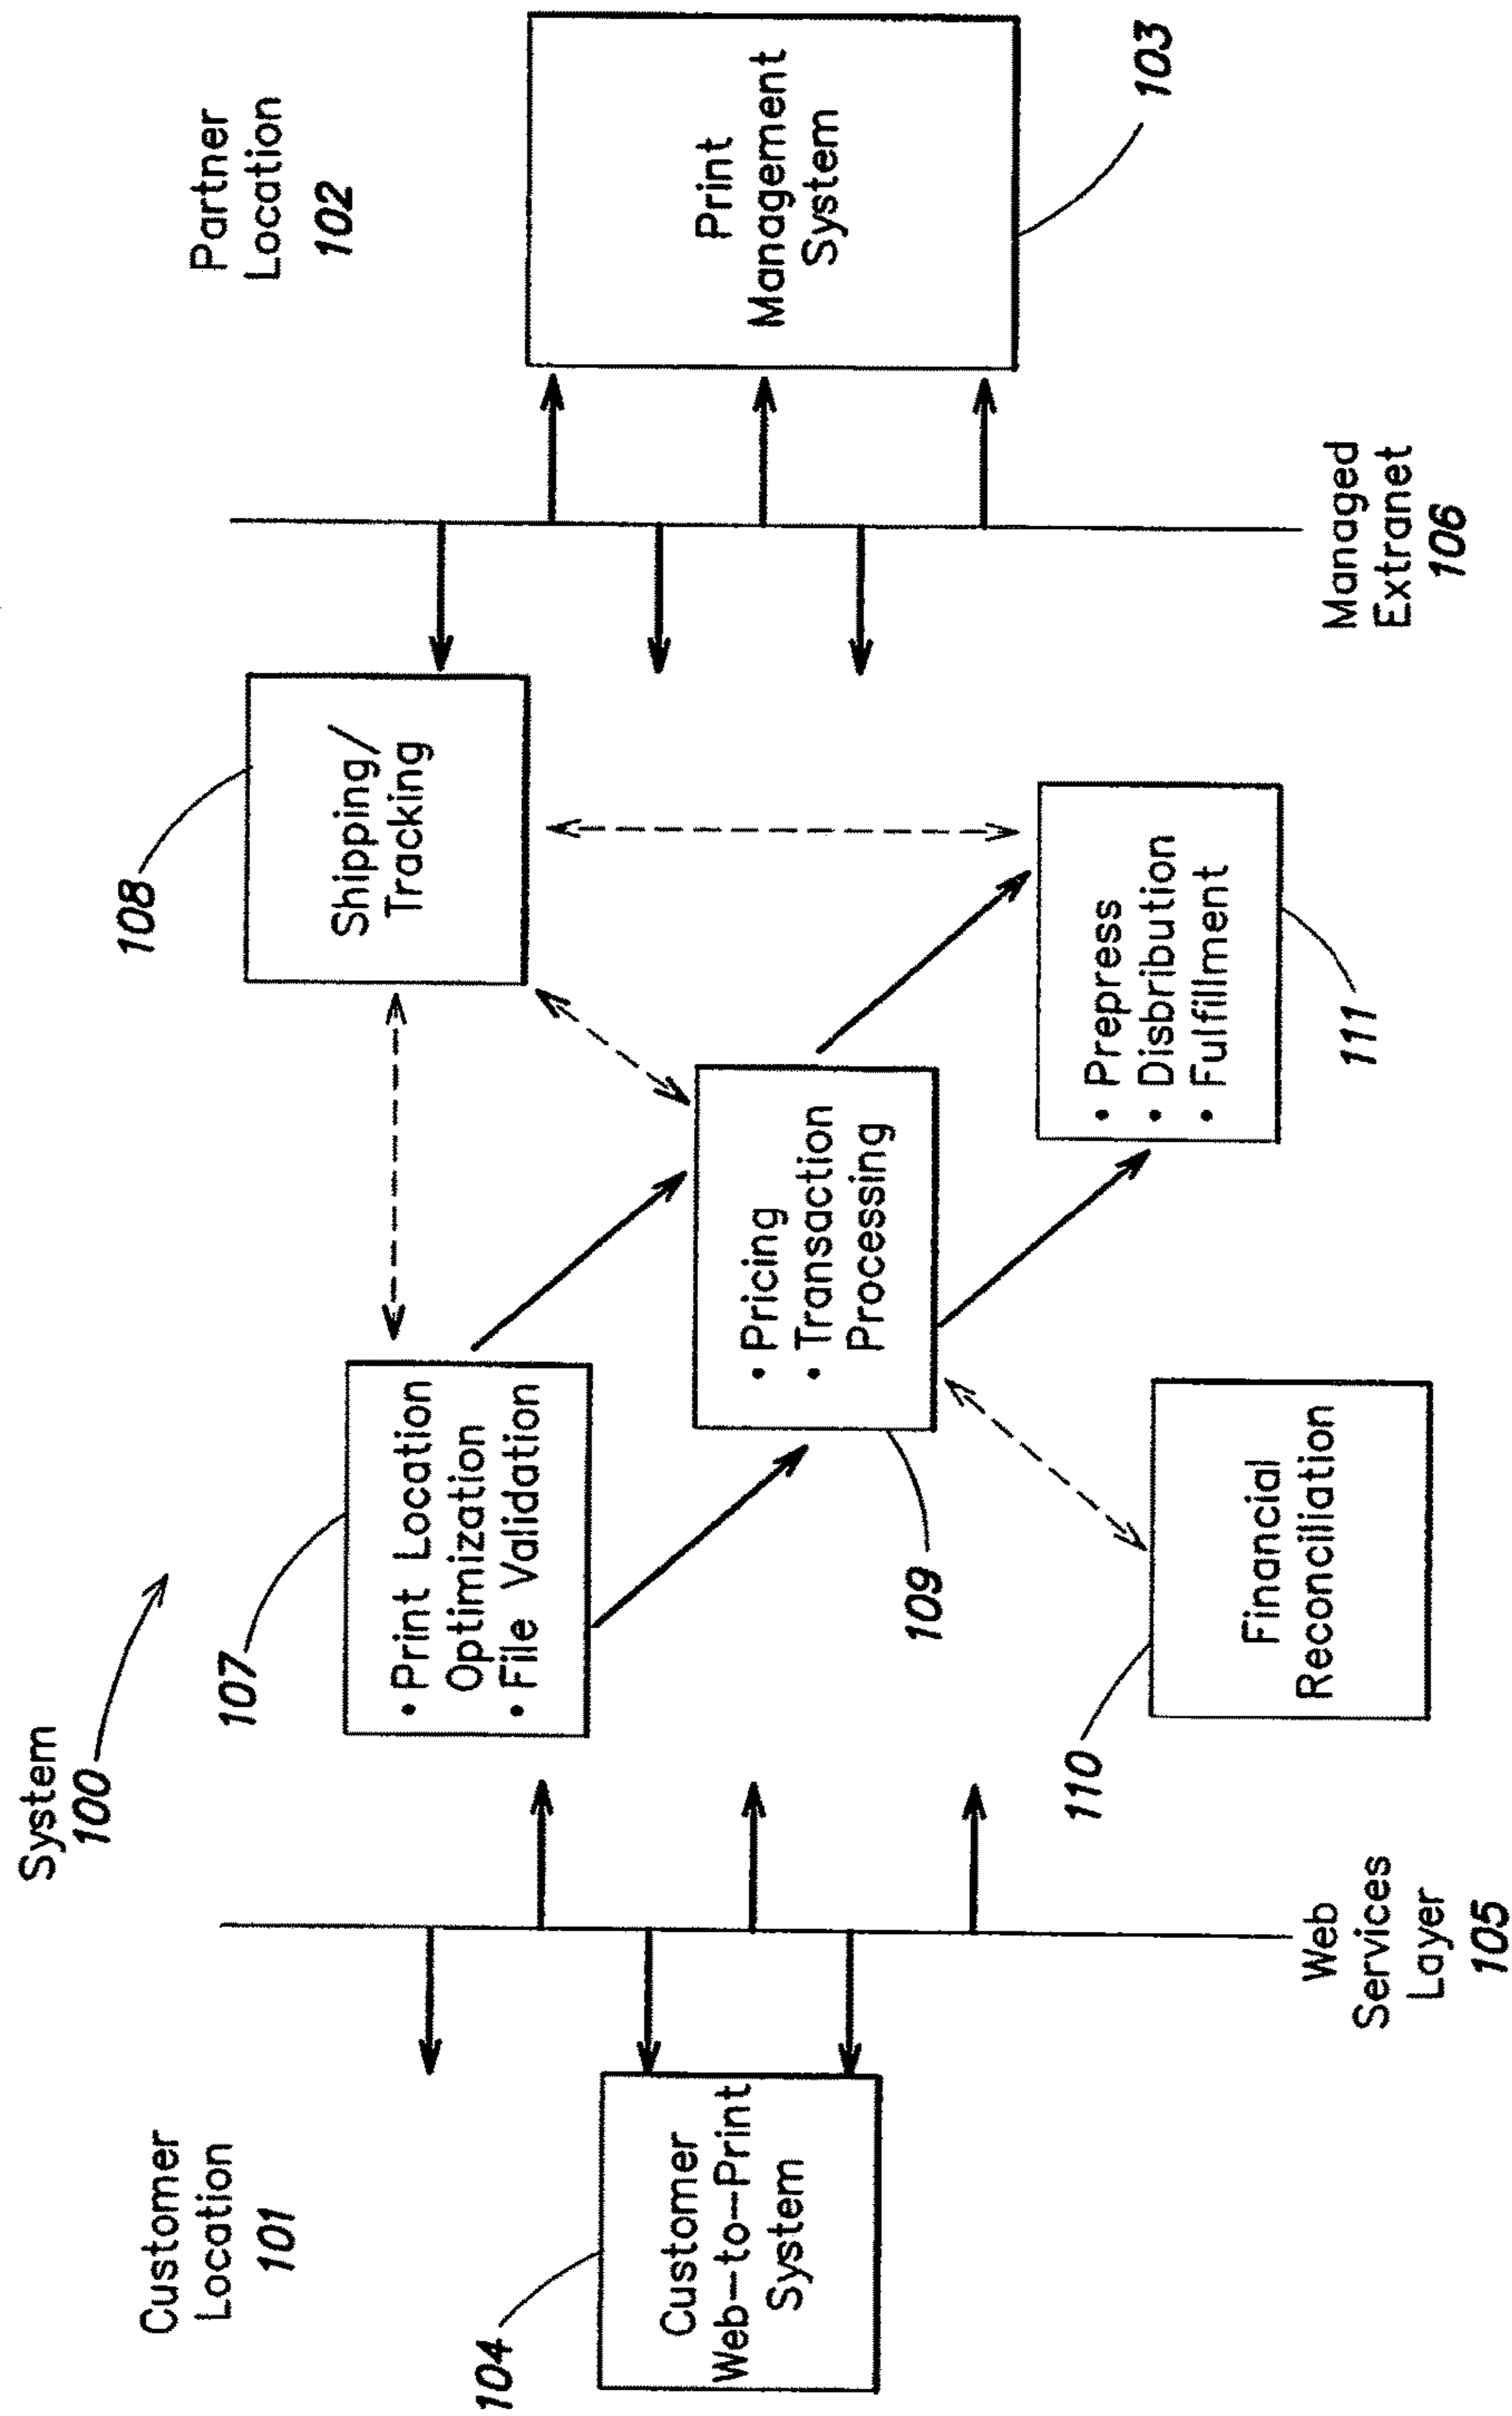 System
100
Customer
Location
101
Partner
Location
102
107
• Print Location
Optimization
• File Validation
108
Shipping/
Tracking
104
Customer
Web-to-Print
System
• Pricing
• Transaction
Processing
109
Print
Management
System
103
110
Financial
Reconciliation
• Prepress
• Disbribution
• Fulfillment
111
Web
Services
Layer
105
Managed
Extranet
106